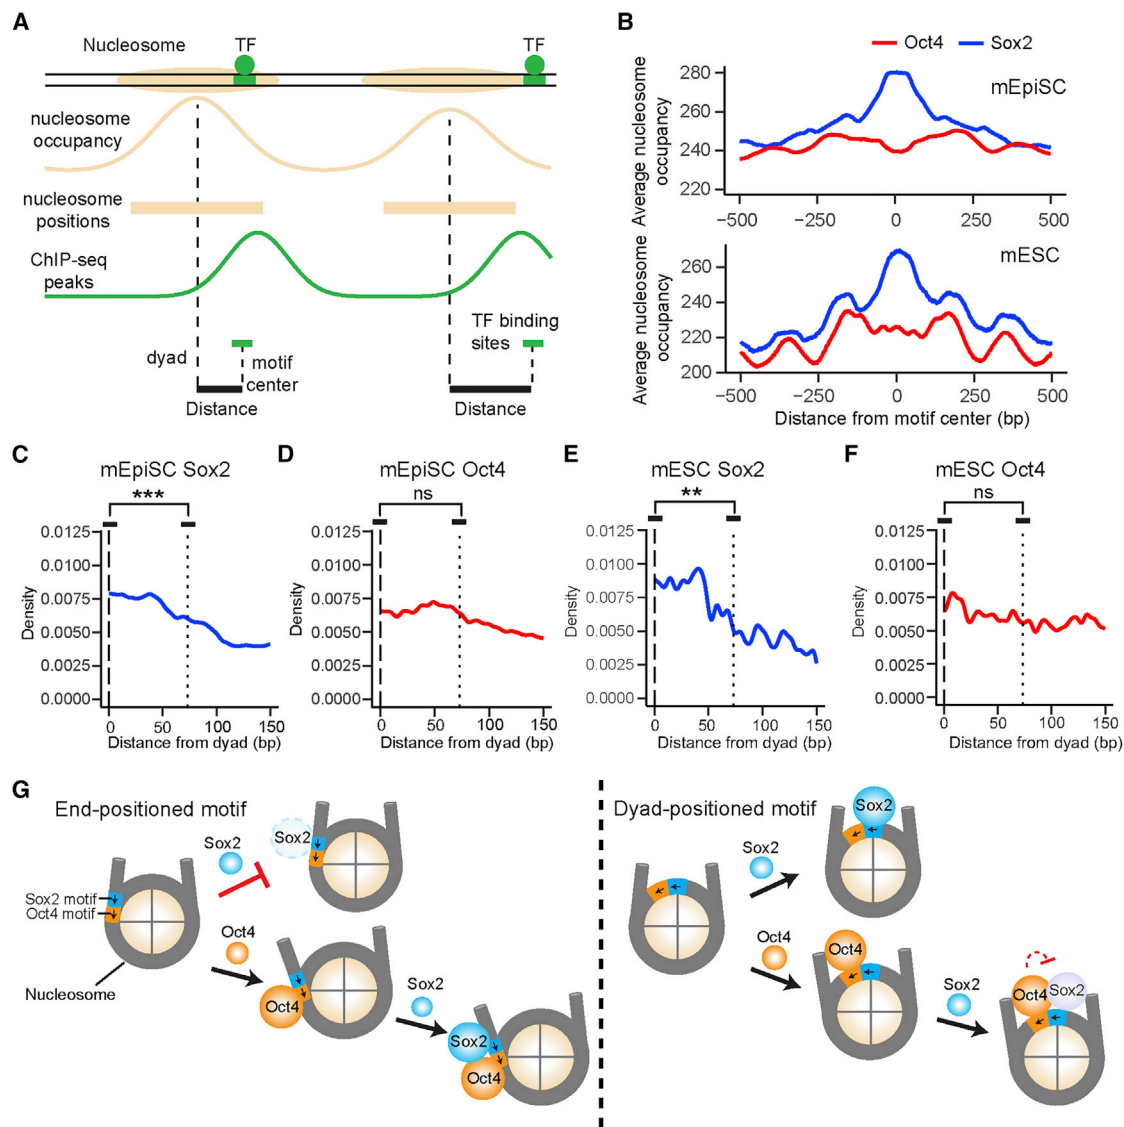 A
Nucleosome
TF
TF
nucleosome
occupancy
nucleosome
positions
ChIP-seq
peaks
TF binding
sites
dyad
motif
center
Distance
Distance
B
Oct4
Sox2
mEpiSC
Average nucleosome
occupancy
280
260
240
220
−500
−250
0
250
500
mESC
Average nucleosome
occupancy
260
240
220
200
−500
−250
0
250
500
Distance from motif center (bp)
C
mEpiSC Sox2
***
Density
0.0125
0.0100
0.0075
0.0050
0.0025
0.0000
0
50
100
150
Distance from dyad (bp)
D
mEpiSC Oct4
ns
Density
0.0125
0.0100
0.0075
0.0050
0.0025
0.0000
0
50
100
150
Distance from dyad (bp)
E
mESC Sox2
**
Density
0.0125
0.0100
0.0075
0.0050
0.0025
0.0000
0
50
100
150
Distance from dyad (bp)
F
mESC Oct4
ns
Density
0.0125
0.0100
0.0075
0.0050
0.0025
0.0000
0
50
100
150
Distance from dyad (bp)
G
End-positioned motif
Sox2
Sox2
Sox2 motif
Oct4 motif
Nucleosome
Oct4
Oct4
Sox2
Sox2
Oct4
Dyad-positioned motif
Sox2
Sox2
Oct4
Oct4
Sox2
Oct4
Sox2